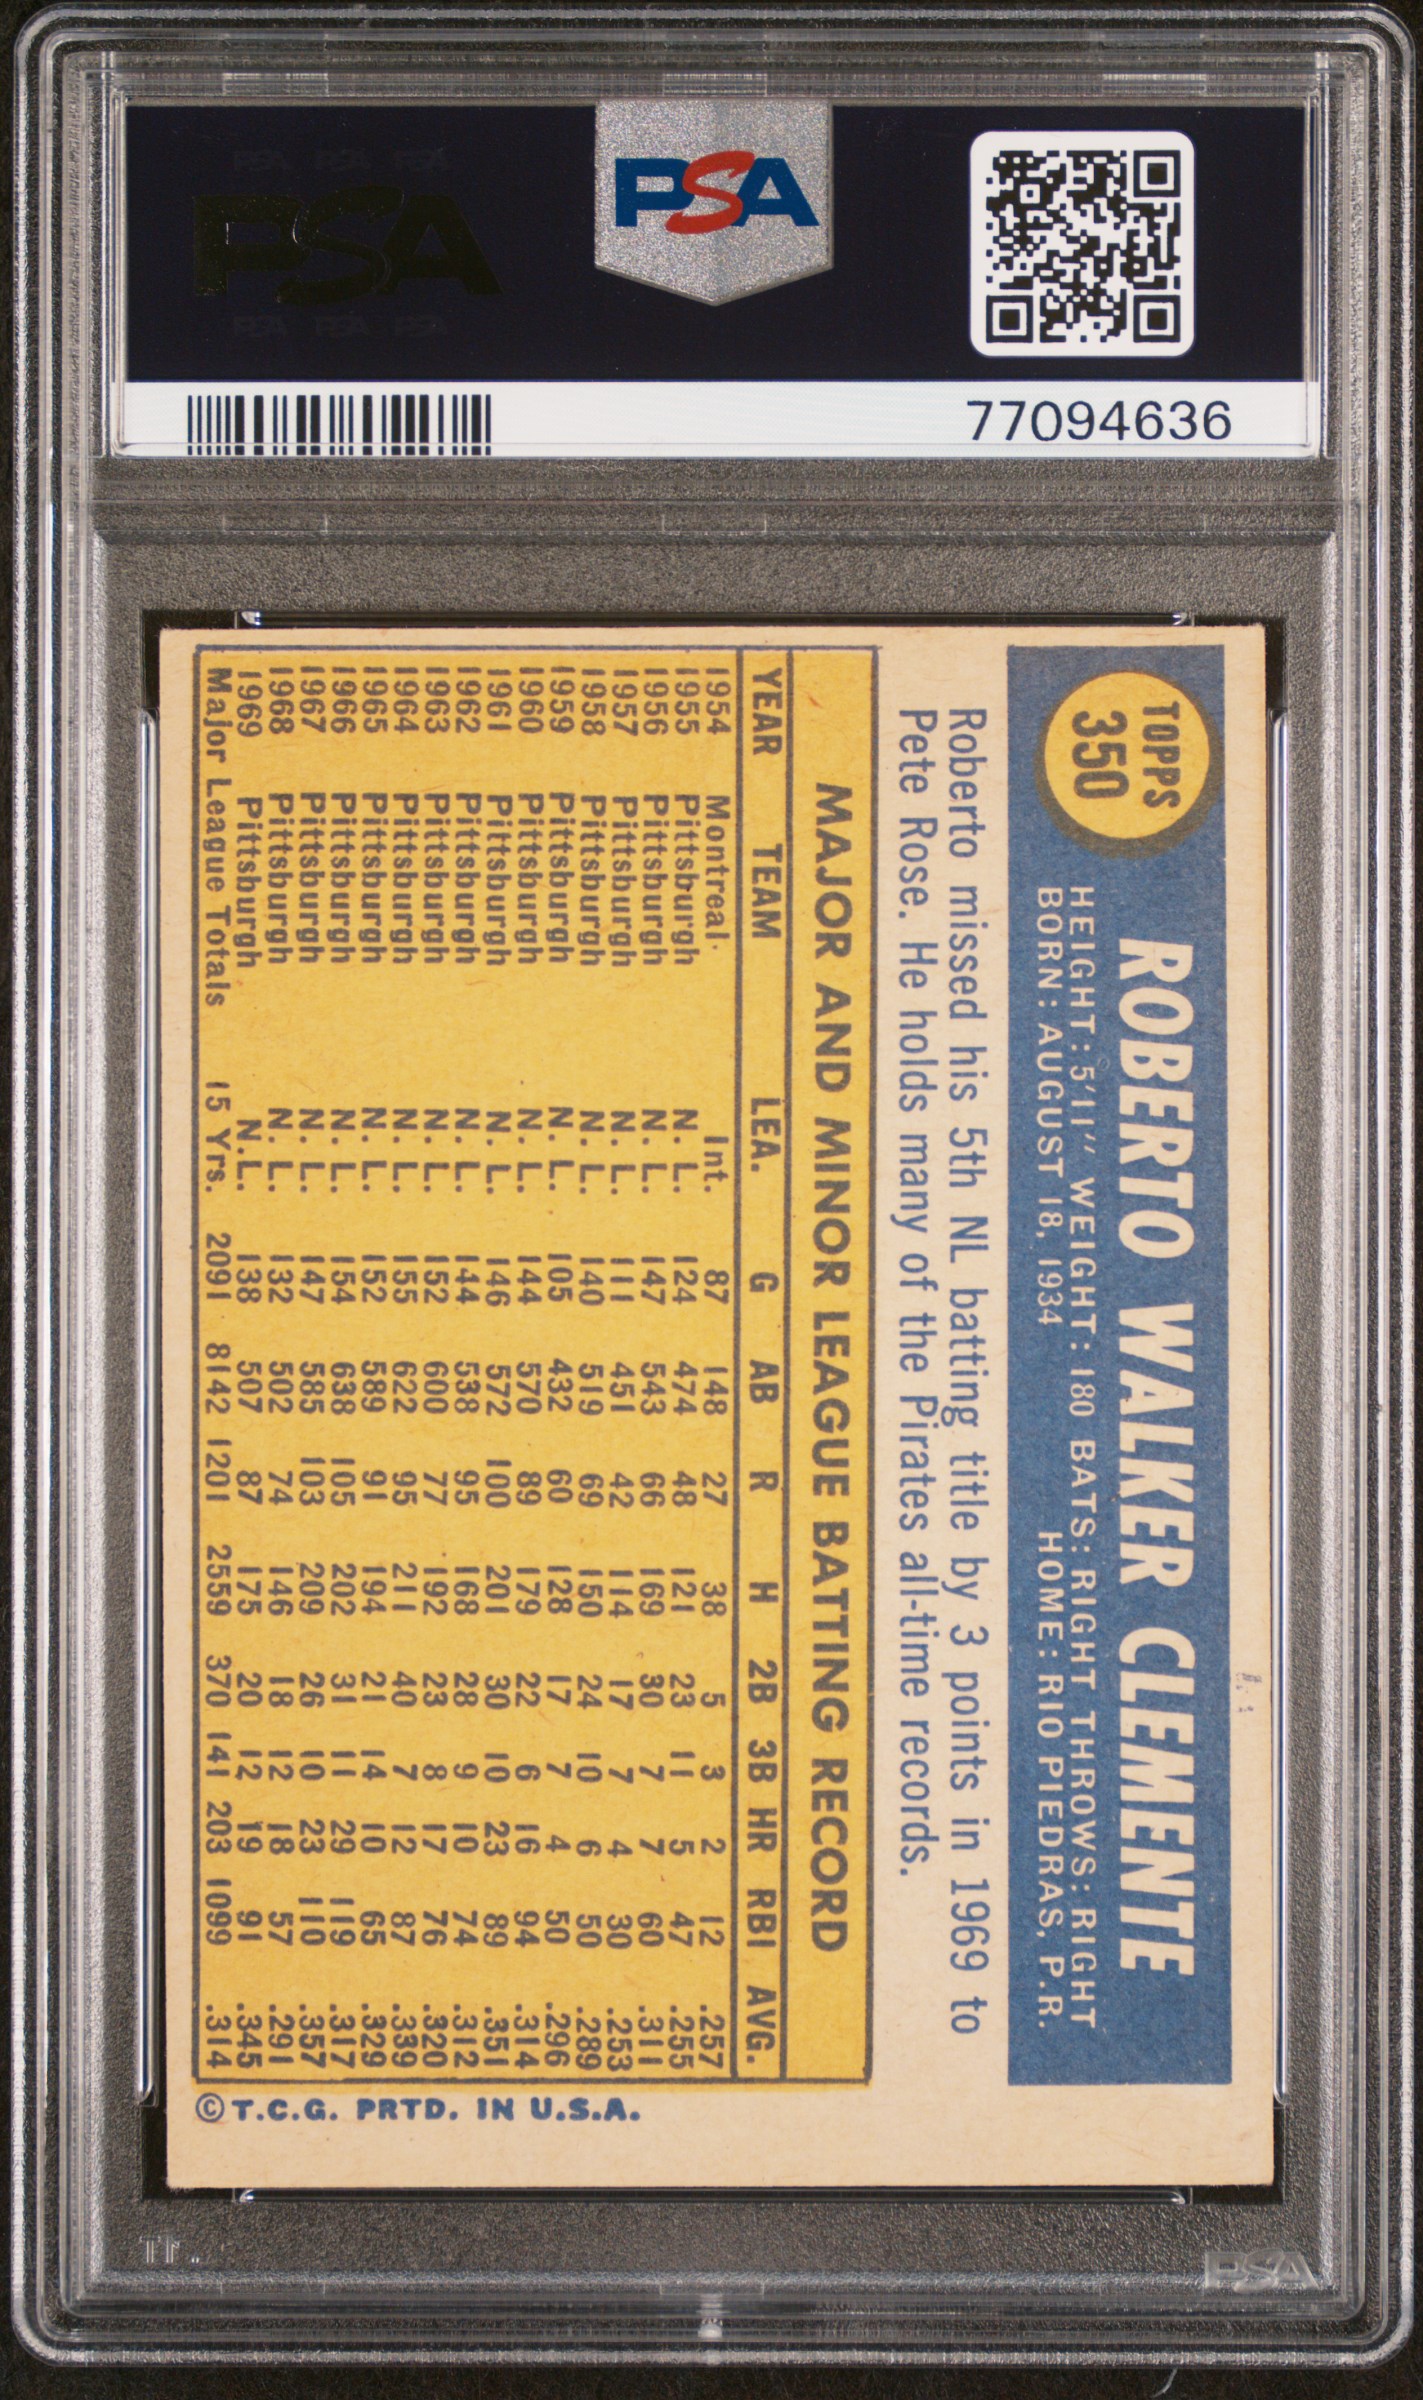 PSA
PSA PSA PSA
PSA
PSA PSA PSA
77094636
TOPPS
350
ROBERTO WALKER CLEMENTE
HEIGHT: 5'11" WEIGHT: 180 BATS: RIGHT THROWS: RIGHT
BORN: AUGUST 18, 1934 HOME: RIO PIEDRAS, P.R.
Roberto missed his 5th NL batting title by 3 points in 1969 to
Pete Rose. He holds many of the Pirates all-time records.
MAJOR AND MINOR LEAGUE BATTING RECORD
YEAR TEAM LEA. G AB R H 2B 3B HR RBI AVG.
1954 Montreal Int. 87 148 27 38 5 3 2 12 .257
1955 Pittsburgh N. L. 124 474 48 121 23 11 5 47 .255
1956 Pittsburgh N. L. 147 543 66 169 30 7 7 60 .311
1957 Pittsburgh N. L. 111 451 42 114 17 7 4 30 .253
1958 Pittsburgh N. L. 140 519 69 150 24 10 6 50 .289
1959 Pittsburgh N. L. 105 432 60 128 17 7 4 50 .296
1960 Pittsburgh N. L. 144 570 89 179 22 6 16 94 .314
1961 Pittsburgh N. L. 146 572 100 201 30 10 23 89 .351
1962 Pittsburgh N. L. 144 538 95 168 28 9 10 74 .312
1963 Pittsburgh N. L. 152 600 77 192 23 8 17 76 .320
1964 Pittsburgh N. L. 155 622 95 211 40 7 12 87 .339
1965 Pittsburgh N. L. 152 589 91 194 21 14 10 65 .329
1966 Pittsburgh N. L. 154 638 105 202 31 11 29 119 .317
1967 Pittsburgh N. L. 147 585 103 209 26 10 23 110 .357
1968 Pittsburgh N. L. 132 502 74 146 18 12 18 57 .291
1969 Pittsburgh N.L. 138 507 87 175 20 12 19 91 .345
Major League Totals 15 Yrs. 2091 8142 1201 2559 370 141 203 1099 .314
© T.C.G. PRTD. IN U.S.A.
PSA